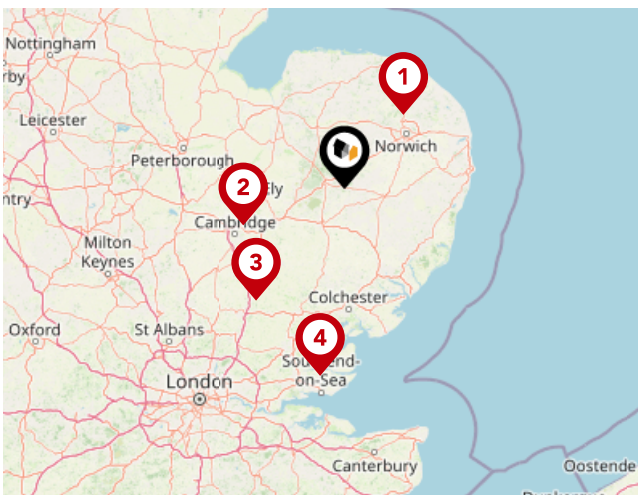 Nottingham
rby
1
Leicester
Norwich
Peterborough
2
Ely
ntry
Cambridge
Milton
Keynes
3
Colchester
Oxford
St Albans
4
London
on-Sea
Canterbury
Oostende